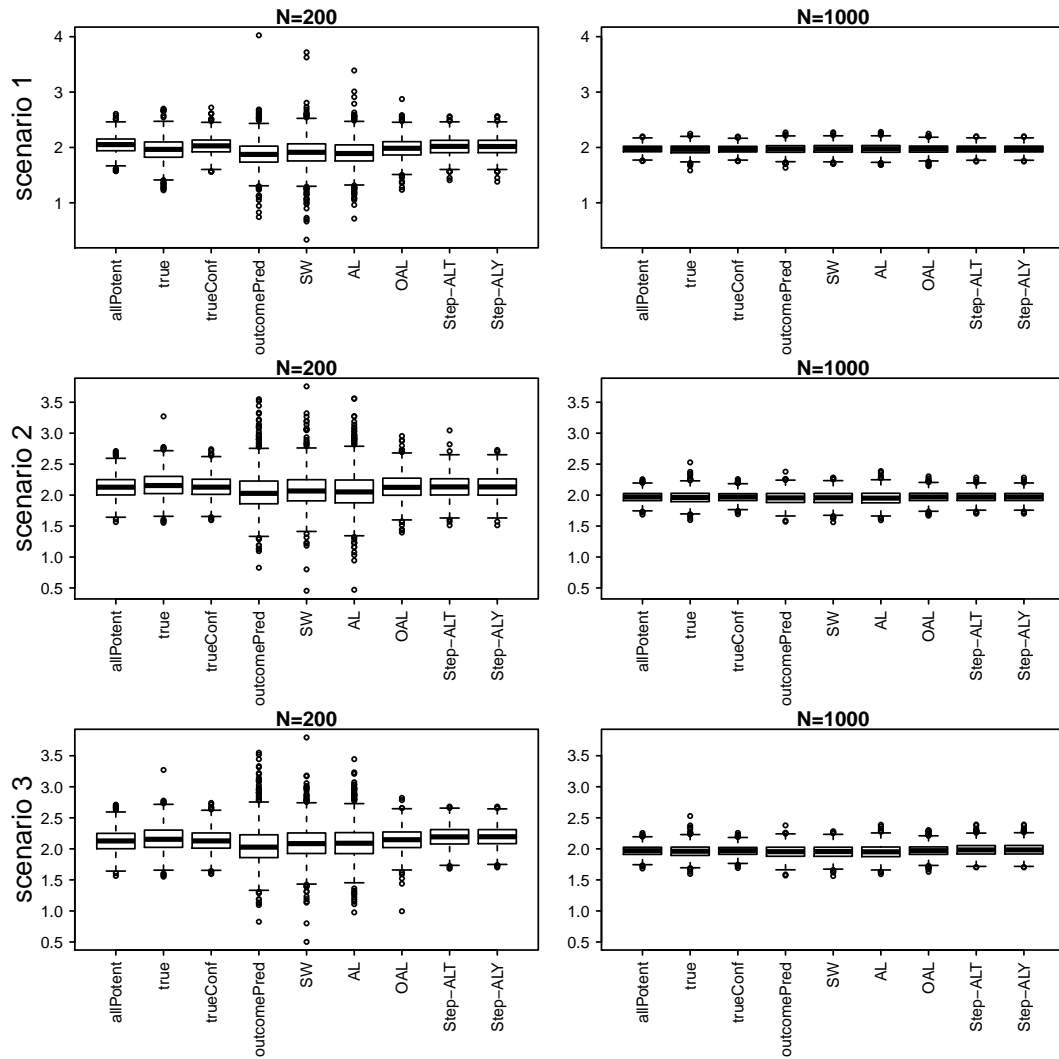 N=200
N=1000
scenario 1
4
3
2
1
4
3
2
1
allPotent
true
trueConf
outcomePred
SW
AL
OAL
Step-ALT
Step-ALY
allPotent
true
trueConf
outcomePred
SW
AL
OAL
Step-ALT
Step-ALY
N=200
N=1000
scenario 2
3.5
3.0
2.5
2.0
1.5
1.0
0.5
3.5
3.0
2.5
2.0
1.5
1.0
0.5
allPotent
true
trueConf
outcomePred
SW
AL
OAL
Step-ALT
Step-ALY
allPotent
true
trueConf
outcomePred
SW
AL
OAL
Step-ALT
Step-ALY
N=200
N=1000
scenario 3
3.5
3.0
2.5
2.0
1.5
1.0
0.5
3.5
3.0
2.5
2.0
1.5
1.0
0.5
allPotent
true
trueConf
outcomePred
SW
AL
OAL
Step-ALT
Step-ALY
allPotent
true
trueConf
outcomePred
SW
AL
OAL
Step-ALT
Step-ALY